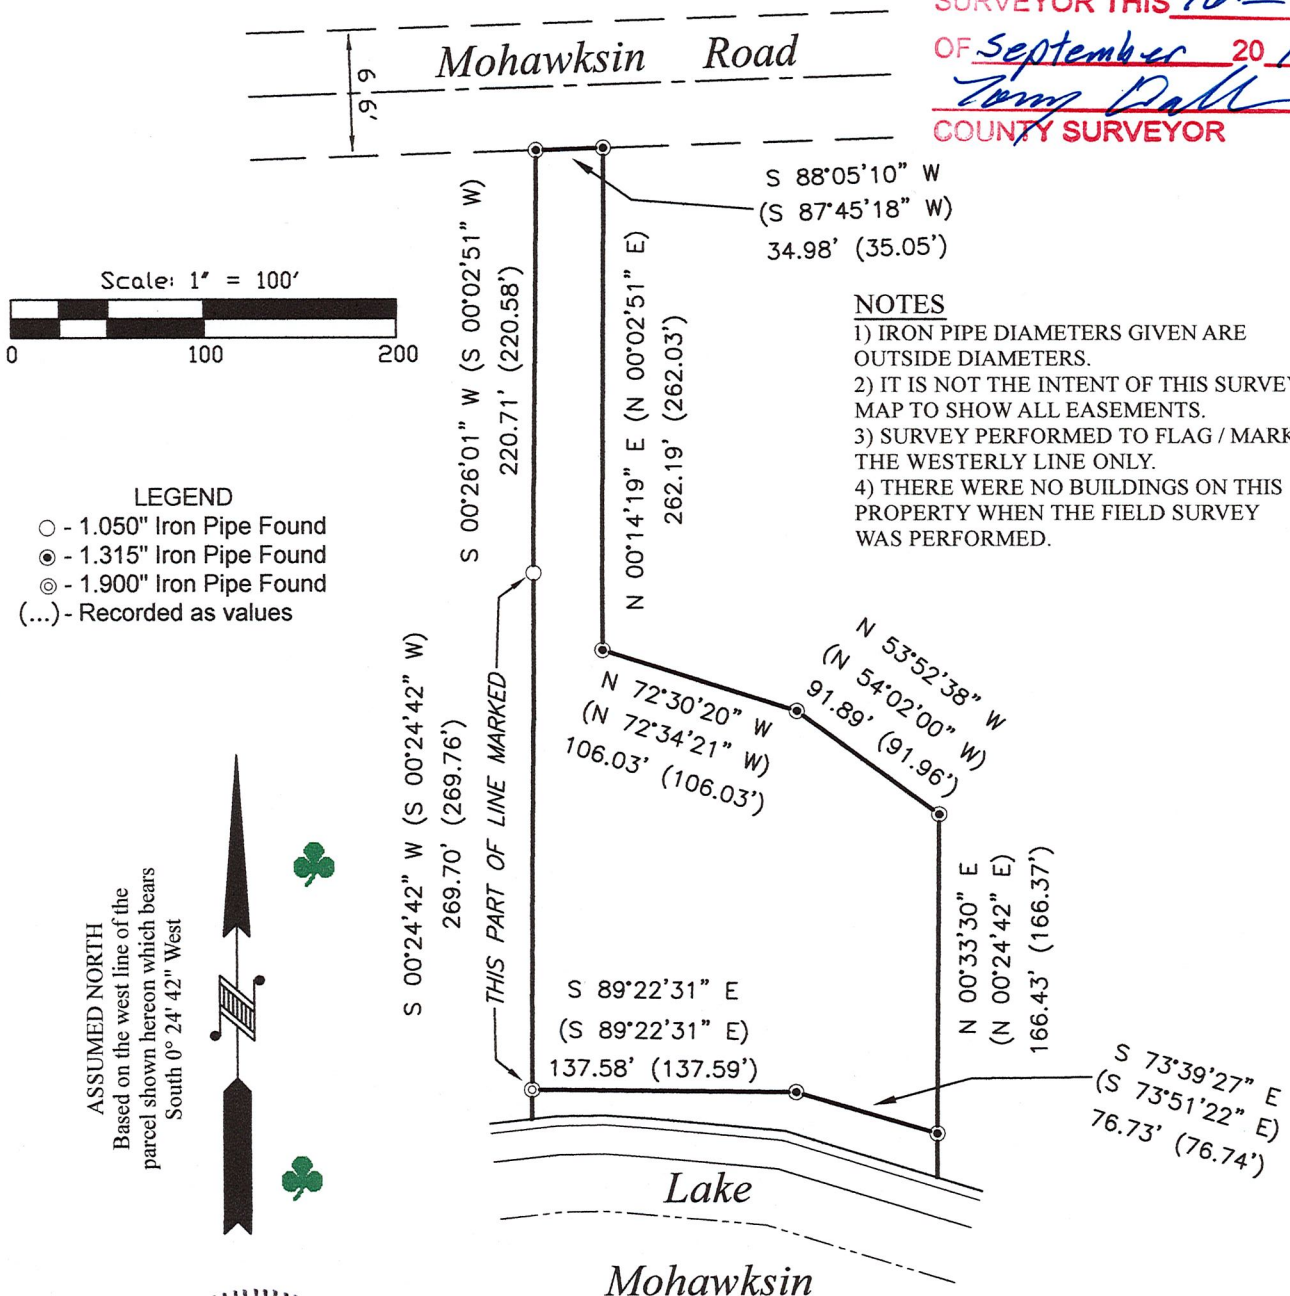 SURVEYOR THIS
OF September 20
Tom Dall
COUNTY SURVEYOR
Mohawksin Road
66'
S 88°05'10" W
(S 87°45'18" W)
34.98' (35.05')
S 00°26'01" W (S 00°02'51" W)
220.71' (220.58')
N 00°14'19" E (N 00°02'51" E)
262.19' (262.03')
Scale: 1" = 100'
0 100 200
NOTES
1) IRON PIPE DIAMETERS GIVEN ARE
OUTSIDE DIAMETERS.
2) IT IS NOT THE INTENT OF THIS SURVEY
MAP TO SHOW ALL EASEMENTS.
3) SURVEY PERFORMED TO FLAG / MARK
THE WESTERLY LINE ONLY.
4) THERE WERE NO BUILDINGS ON THIS
PROPERTY WHEN THE FIELD SURVEY
WAS PERFORMED.
LEGEND
- 1.050" Iron Pipe Found
- 1.315" Iron Pipe Found
- 1.900" Iron Pipe Found
(...) - Recorded as values
N 72°30'20" W
(N 72°34'21" W)
106.03' (106.03')
N 53°52'38" W
(N 54°02'00" W)
91.89' (91.96')
S 00°24'42" W (S 00°24'42" W)
269.70' (269.76')
THIS PART OF LINE MARKED
ASSUMED NORTH
Based on the west line of the
parcel shown hereon which bears
South 0° 24' 42" West
N 00°33'30" E
(N 00°24'42" E)
166.43' (166.37')
S 89°22'31" E
(S 89°22'31" E)
137.58' (137.59')
S 73°39'27" E
(S 73°51'22" E)
76.73' (76.74')
Lake
Mohawksin